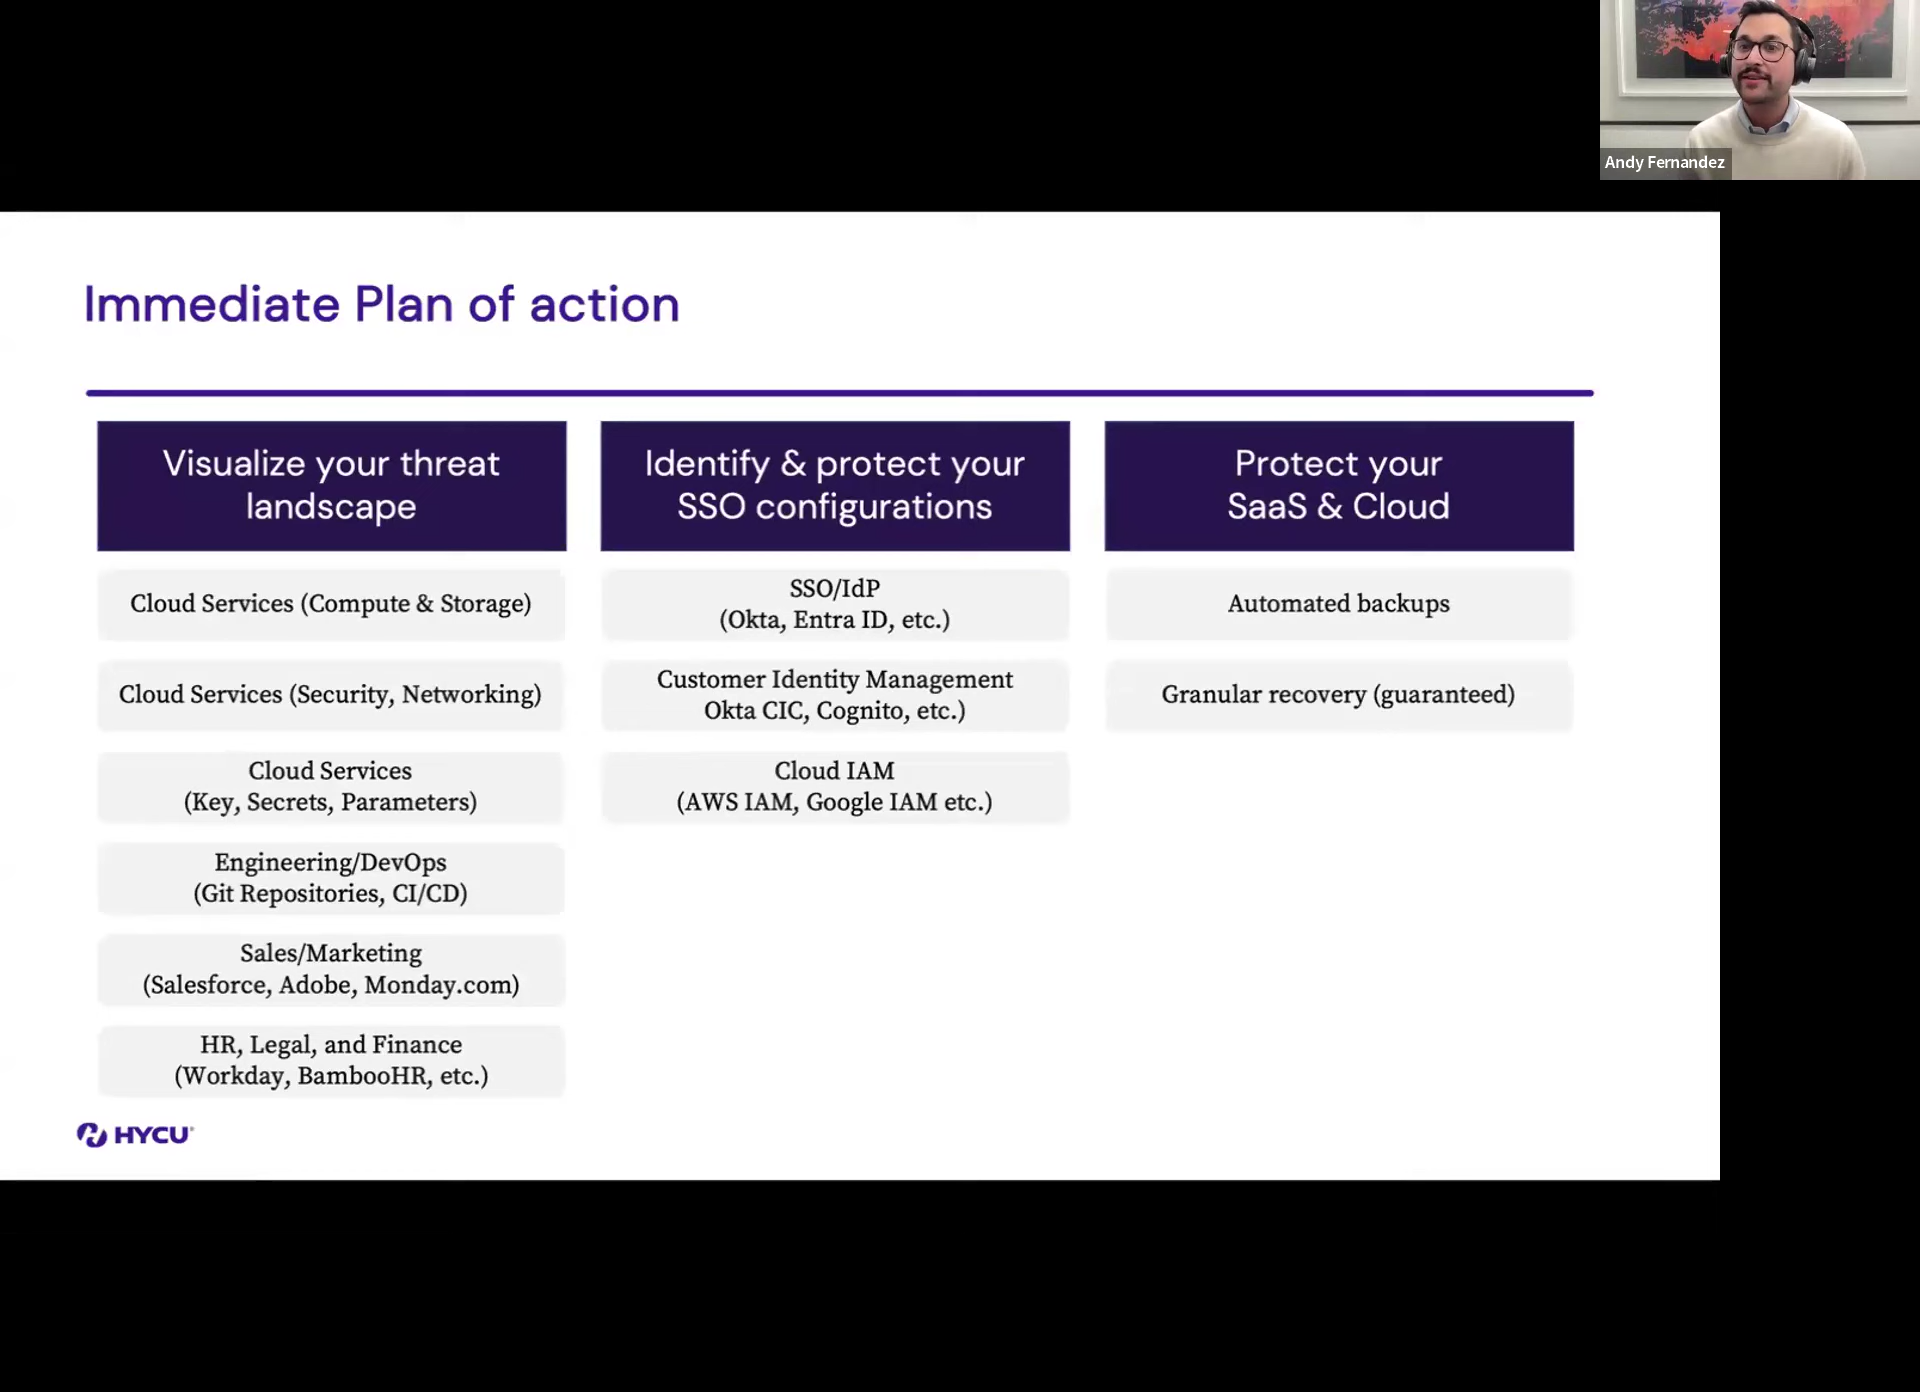 Andy Fernandez
Immediate Plan of action
Visualize your threat
landscape
Cloud Services (Compute & Storage)
Cloud Services (Security, Networking)
Cloud Services
(Key, Secrets, Parameters)
Engineering/DevOps
(Git Repositories, CI/CD)
Sales/Marketing
(Salesforce, Adobe, Monday.com)
HR, Legal, and Finance
(Workday, BambooHR, etc.)
Identify & protect your
SSO configurations
SSO/IdP
(Okta, Entra ID, etc.)
Customer Identity Management
Okta CIC, Cognito, etc.)
Cloud IAM
(AWS IAM, Google IAM etc.)
Protect your
SaaS & Cloud
Automated backups
Granular recovery (guaranteed)
HYCU